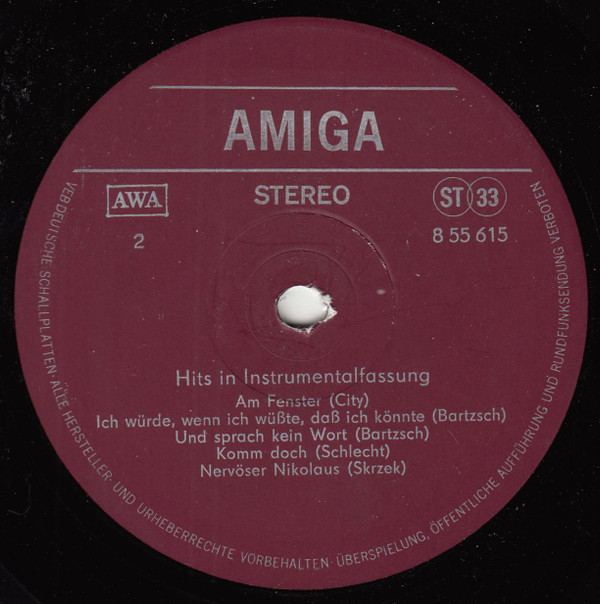 AMIGA
AWA
STEREO
ST 33
2
8 55 615
Hits in Instrumentalfassung
Am Fenster (City)
Ich würde, wenn ich wüßte, daß ich könnte (Bartzsch)
Und sprach kein Wort (Bartzsch)
Komm doch (Schlecht)
Nervöser Nikolaus (Skrzek)
VEB DEUTSCHE SCHALLPLATTEN · ALLE HERSTELLER- UND URHEBERRECHTE VORBEHALTEN · ÜBERSPIELUNG, ÖFFENTLICHE AUFFÜHRUNG UND RUNDFUNKSENDUNG VERBOTEN